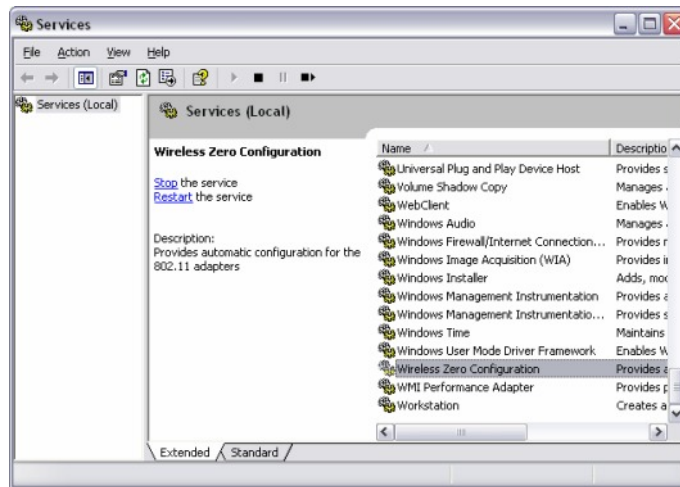 Services
File Action View Help
Services (Local)
Services (Local)
Wireless Zero Configuration
Stop the service
Restart the service
Description:
Provides automatic configuration for the
802.11 adapters
Name Descriptio
Universal Plug and Play Device Host Provides s
Volume Shadow Copy Manages
WebClient Enables W
Windows Audio Manages
Windows Firewall/Internet Connection... Provides r
Windows Image Acquisition (WIA) Provides i
Windows Installer Adds, mod
Windows Management Instrumentation Provides a
Windows Management Instrumentatio... Provides s
Windows Time Maintains
Windows User Mode Driver Framework Enables W
Wireless Zero Configuration Provides a
WMI Performance Adapter Provides p
Workstation Creates a
Extended Standard